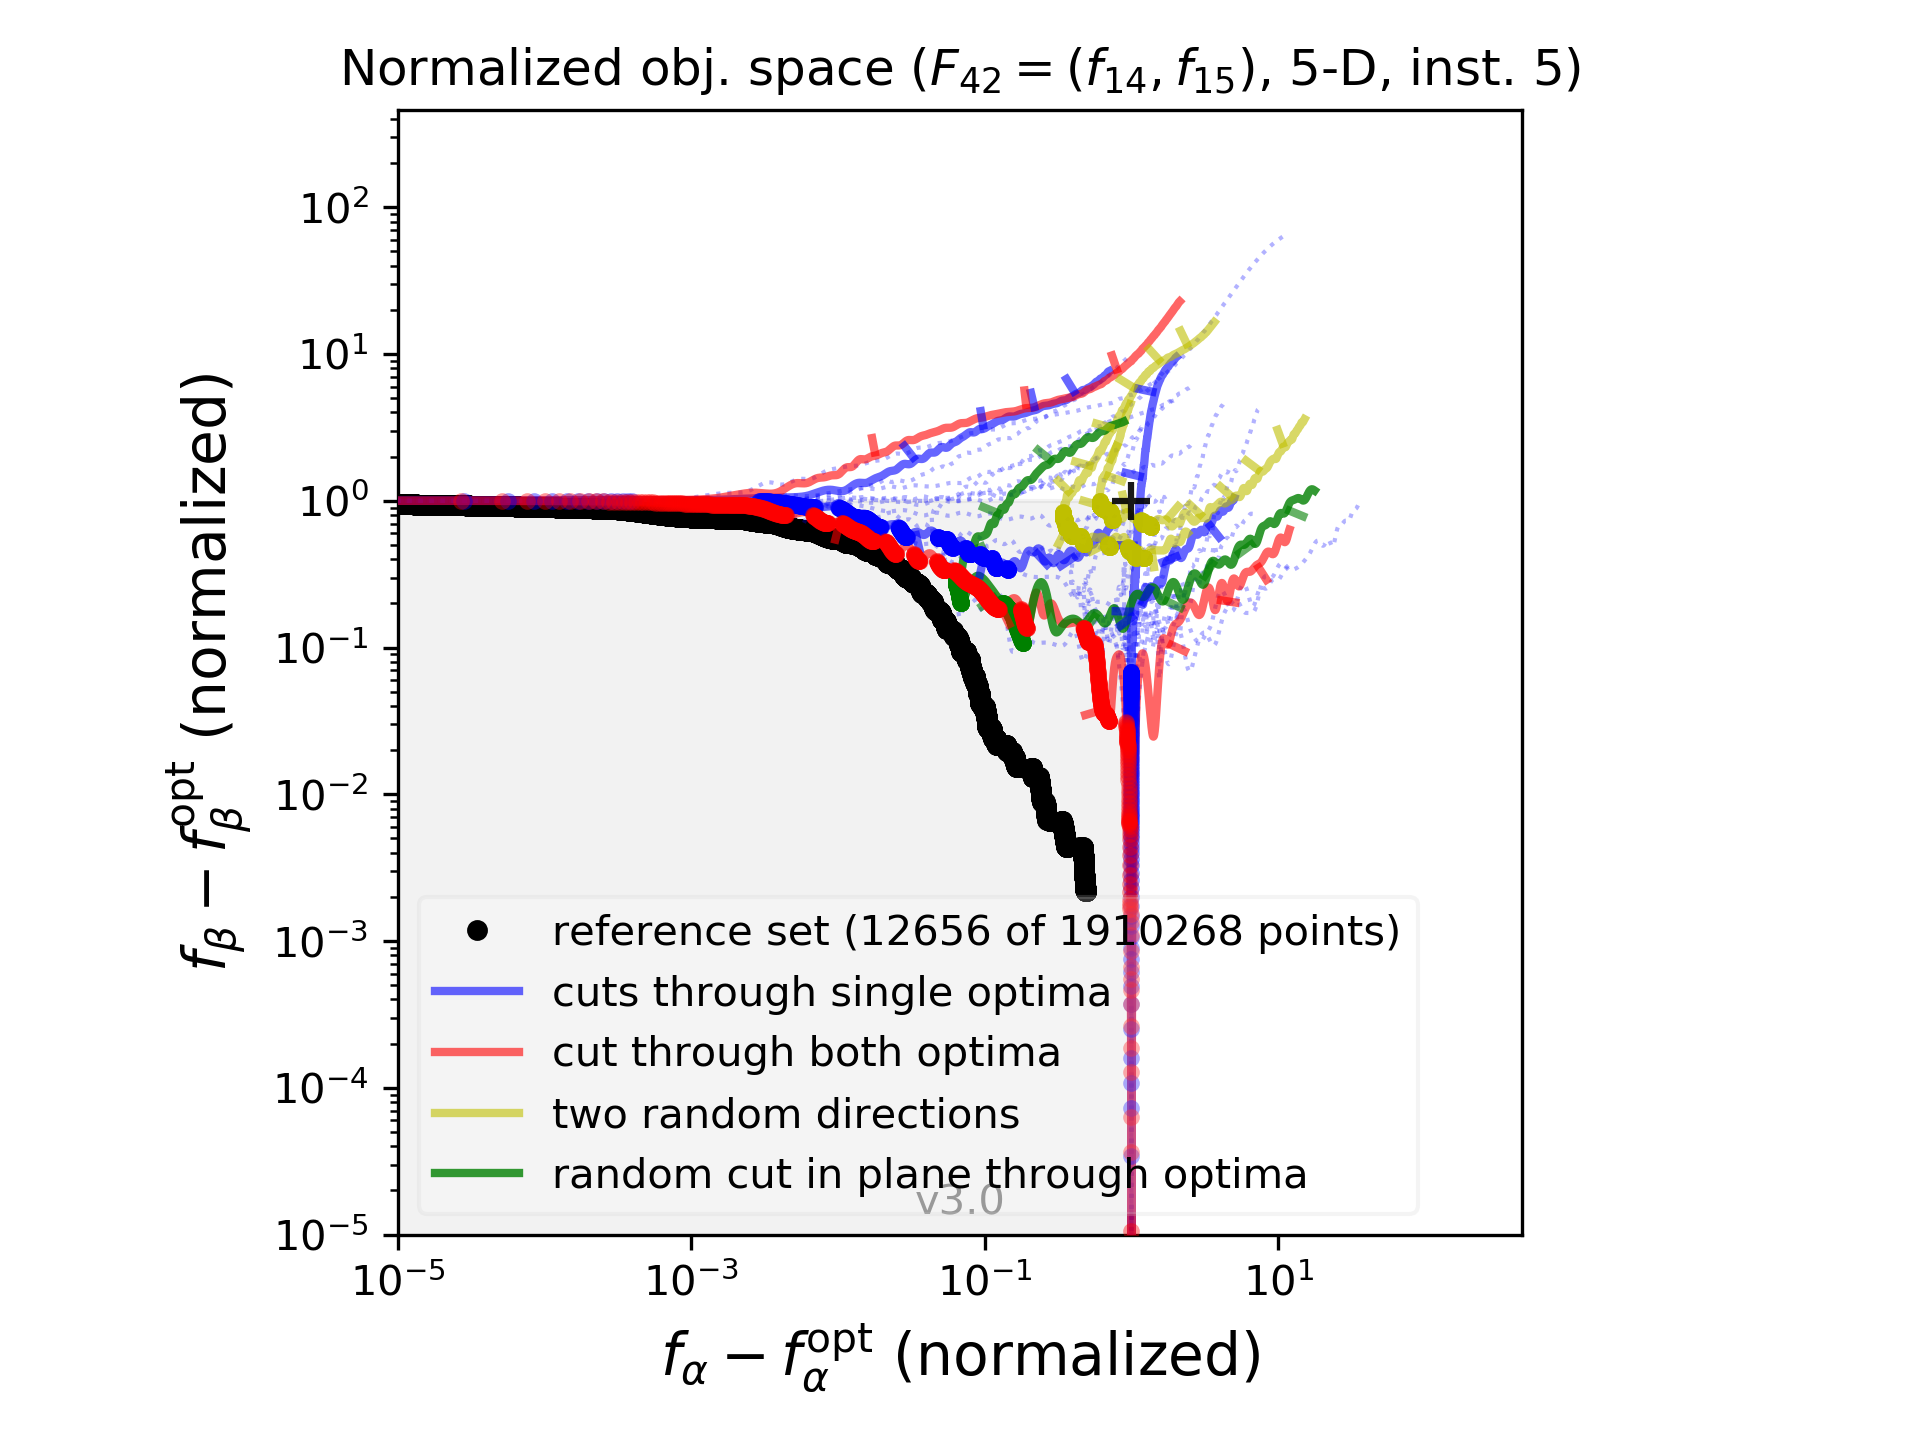 Normalized obj. space (F₄₂ = (f₁₄, f₁₅), 5-D, inst. 5)
10²
10¹
10⁰
10⁻¹
10⁻²
10⁻³
10⁻⁴
10⁻⁵
f_β − f_β^opt (normalized)
reference set (12656 of 1910268 points)
cuts through single optima
cut through both optima
two random directions
random cut in plane through optima
v3.0
10⁻⁵ 10⁻³ 10⁻¹ 10¹
f_α − f_α^opt (normalized)